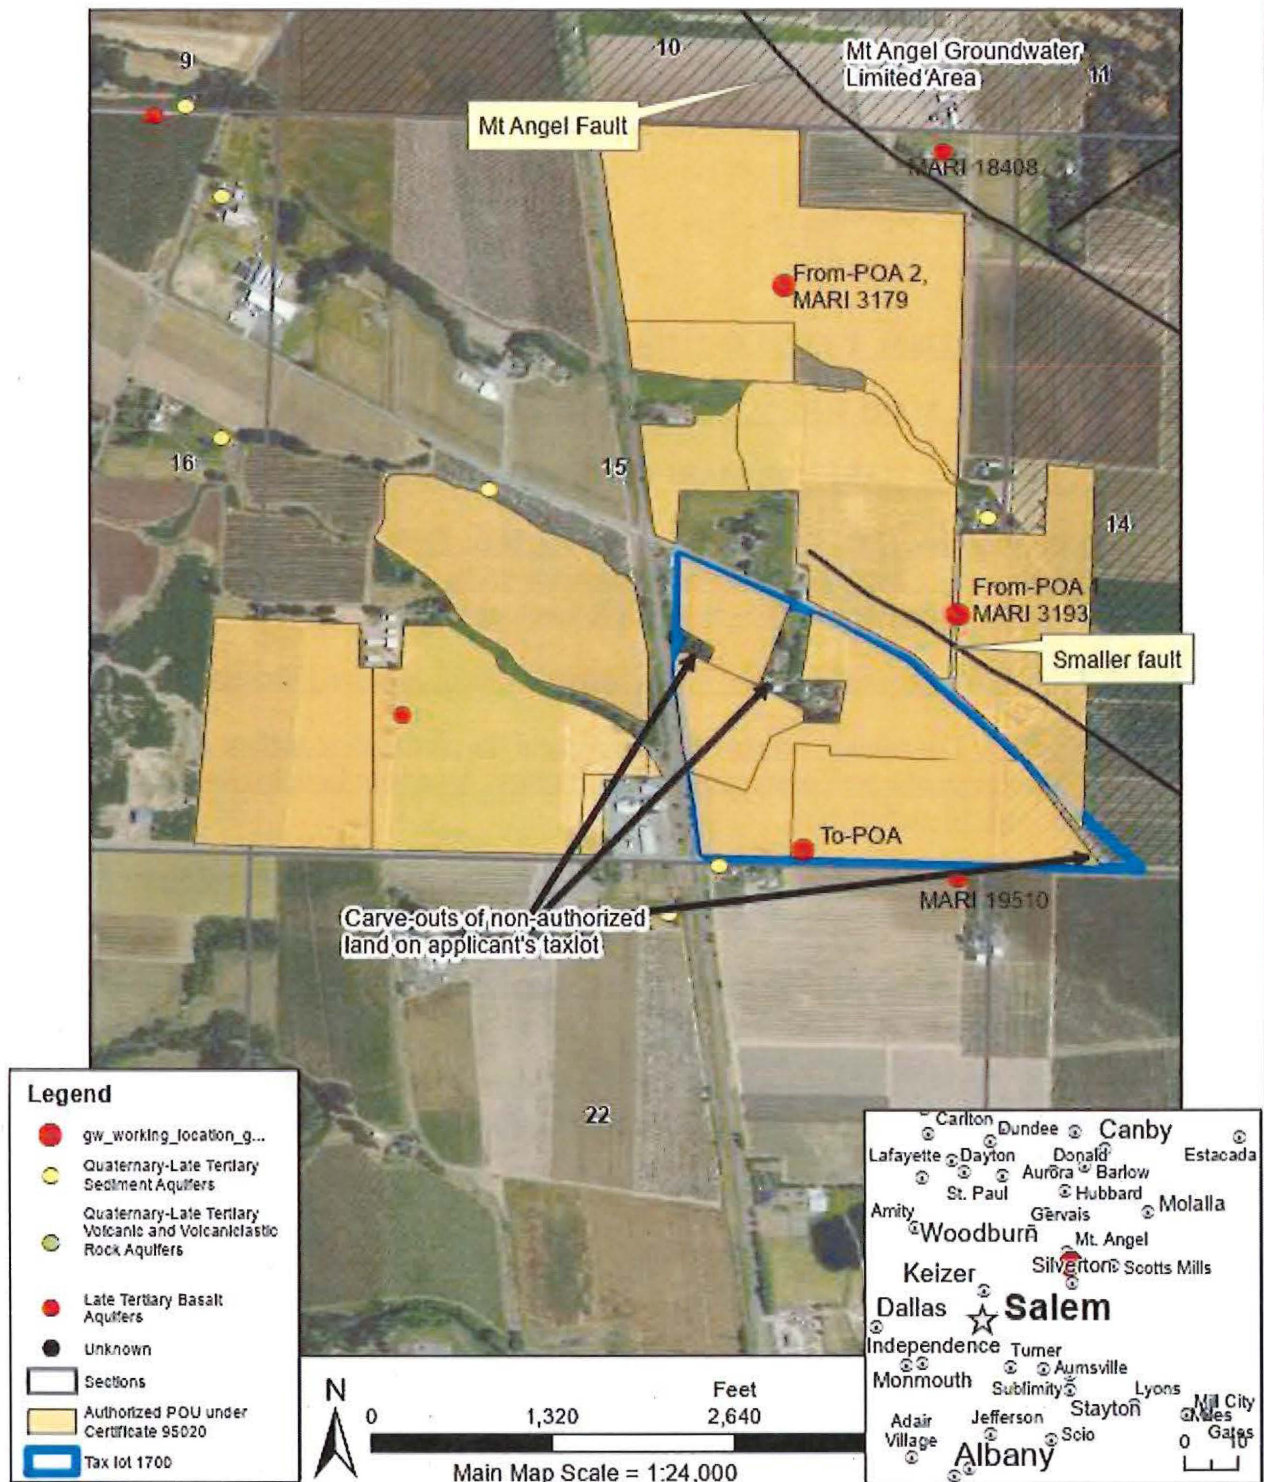 9
10
Mt Angel Groundwater
Limited Area
11
Mt Angel Fault
MARI 18408
From-POA 2,
MARI 3179
16
15
14
From-POA 1
MARI 3193
Smaller fault
To-POA
MARI 19510
Carve-outs of non-authorized
land on applicant's taxlot
22
Legend
gw_working_location_g...
Quaternary-Late Tertiary
Sediment Aquifers
Quaternary-Late Tertiary
Volcanic and Volcaniclastic
Rock Aquifers
Late Tertiary Basalt
Aquifers
Unknown
Sections
Authorized POU under
Certificate 95020
Tax lot 1700
N
Feet
0 1,320 2,640
Main Map Scale = 1:24,000
Carlton
Dundee
Canby
Lafayette
Dayton
Donald
Estacada
Aurora
Barlow
St. Paul
Hubbard
Molalla
Amity
Gervais
Woodburn
Mt. Angel
Silverton
Scotts Mills
Keizer
Salem
Dallas
Independence
Turner
Monmouth
Aumsville
Sublimity
Lyons
Stayton
Mill City
Gates
Adair
Village
Jefferson
Scio
Miles
0 10
Albany